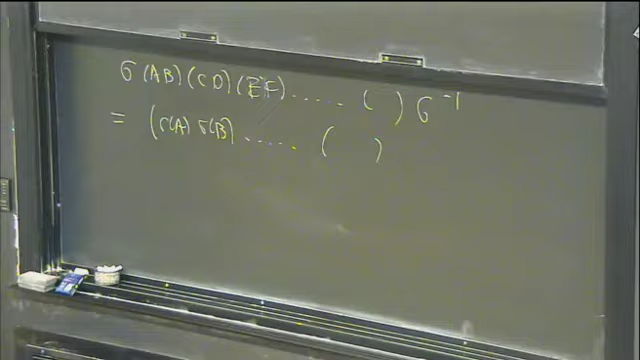 σ (AB) (CD) (EF) ..... ( ) σ⁻¹
= (σ(A) σ(B)) ..... ( )